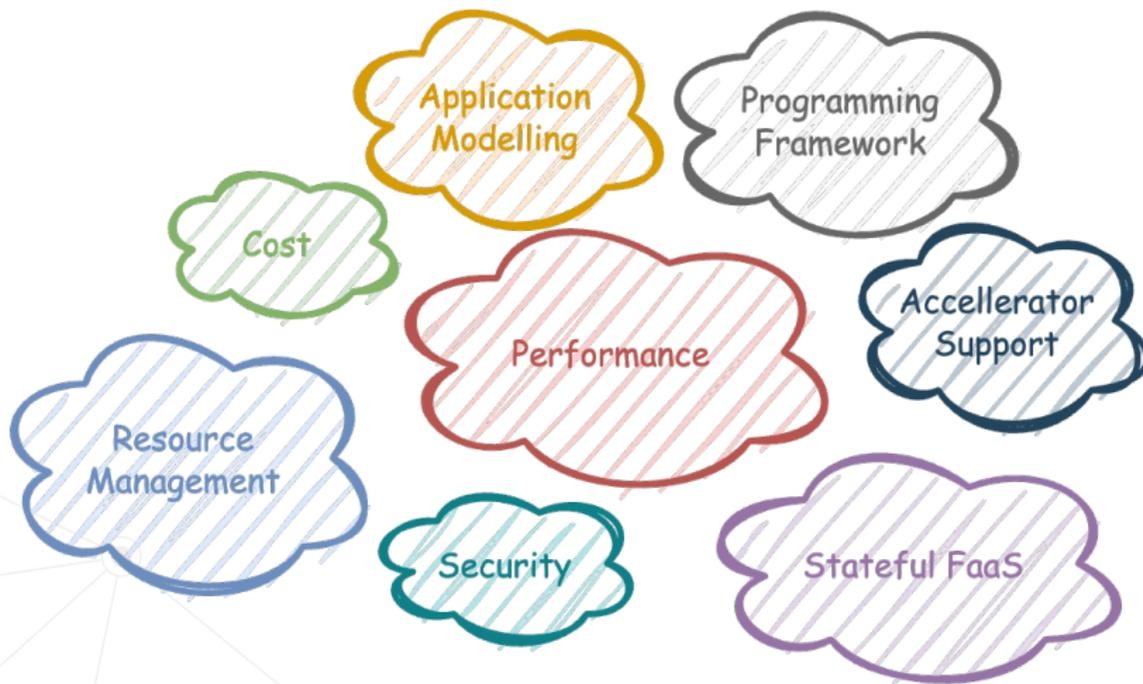 Application
Modelling
Programming
Framework
Cost
Accellerator
Support
Performance
Resource
Management
Security
Stateful FaaS